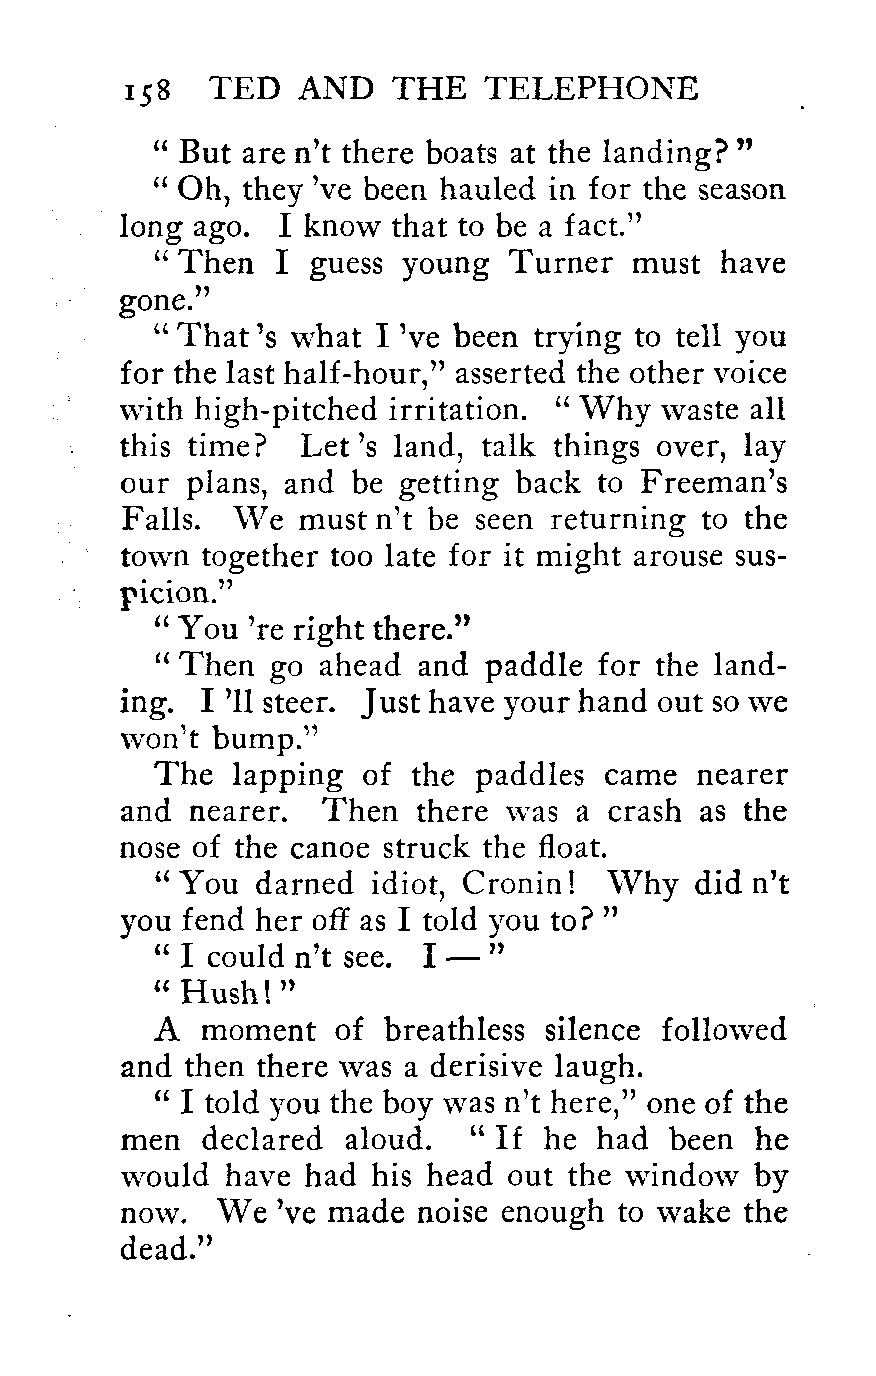 158 TED AND THE TELEPHONE
" But are n't there boats at the landing? "
" Oh, they 've been hauled in for the season
long ago. I know that to be a fact."
" Then I guess young Turner must have
gone."
" That 's what I 've been trying to tell you
for the last half-hour," asserted the other voice
with high-pitched irritation. " Why waste all
this time? Let 's land, talk things over, lay
our plans, and be getting back to Freeman's
Falls. We must n't be seen returning to the
town together too late for it might arouse sus-
picion."
" You 're right there."
" Then go ahead and paddle for the land-
ing. I 'll steer. Just have your hand out so we
won't bump."
The lapping of the paddles came nearer
and nearer. Then there was a crash as the
nose of the canoe struck the float.
" You darned idiot, Cronin! Why did n't
you fend her off as I told you to? "
" I could n't see. I — "
" Hush! "
A moment of breathless silence followed
and then there was a derisive laugh.
" I told you the boy was n't here," one of the
men declared aloud. " If he had been he
would have had his head out the window by
now. We 've made noise enough to wake the
dead."